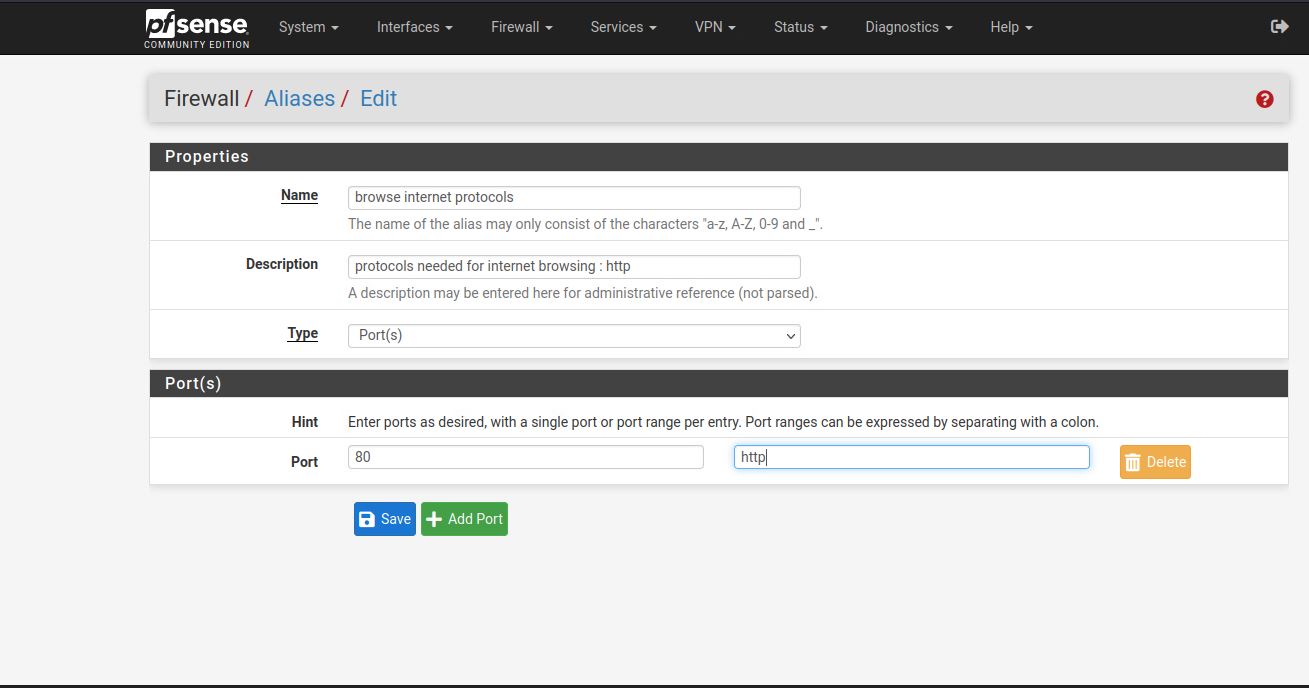 pfsense
COMMUNITY EDITION
System Interfaces Firewall Services VPN Status Diagnostics Help
Firewall / Aliases / Edit
Properties
Name browse internet protocols
The name of the alias may only consist of the characters "a-z, A-Z, 0-9 and _".
Description protocols needed for internet browsing : http
A description may be entered here for administrative reference (not parsed).
Type Port(s)
Port(s)
Hint Enter ports as desired, with a single port or port range per entry. Port ranges can be expressed by separating with a colon.
Port 80 http Delete
Save Add Port